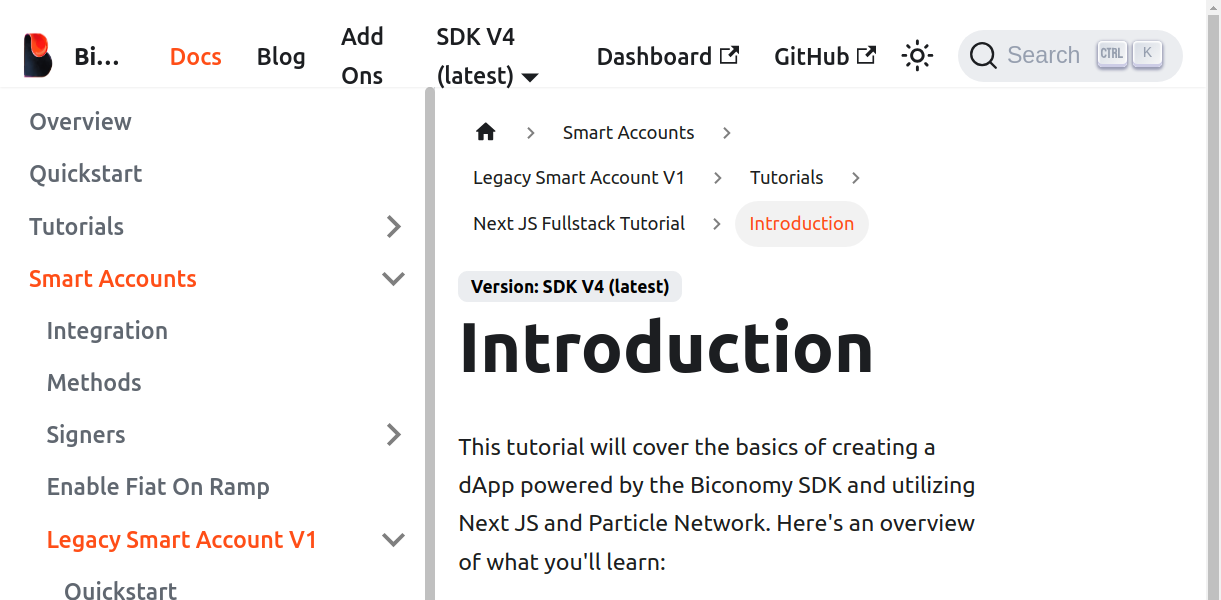 Bi...
Docs
Blog
Add
Ons
SDK V4
(latest)
Dashboard
GitHub
Search
CTRL
K
Overview
Quickstart
Tutorials
Smart Accounts
Integration
Methods
Signers
Enable Fiat On Ramp
Legacy Smart Account V1
Quickstart
Smart Accounts
Legacy Smart Account V1
Tutorials
Next JS Fullstack Tutorial
Introduction
Version: SDK V4 (latest)
Introduction
This tutorial will cover the basics of creating a
dApp powered by the Biconomy SDK and utilizing
Next JS and Particle Network. Here's an overview
of what you'll learn: